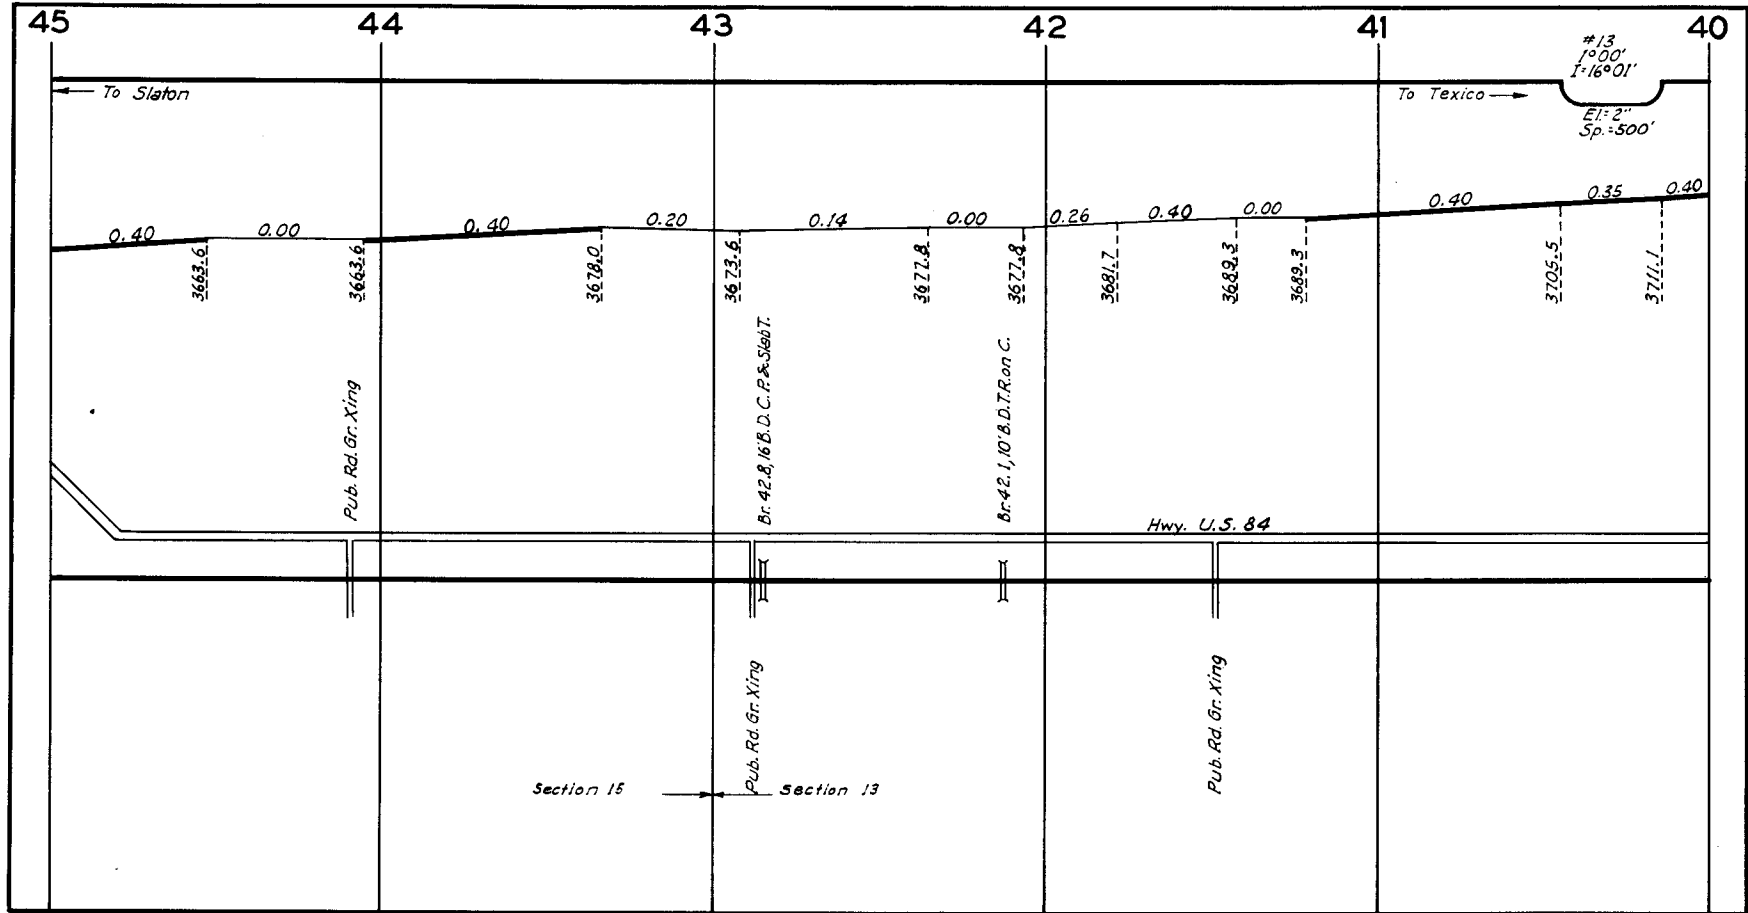 45
44
43
42
41
40
#13
1°00'
I=16°01'
To Slaton
To Texico
El.=2"
Sp.=500'
0.40
0.00
0.40
0.20
0.14
0.00
0.26
0.40
0.00
0.40
0.35
0.40
3663.6
3663.6
3678.0
3673.6
3677.8
3677.8
3681.7
3689.3
3689.3
3705.5
3711.1
Pub. Rd. Gr. Xing
Br. 42.8, 16' B.D.C.P. & Slab T.
Br. 42.1, 10' B.D.T.R. on C.
Hwy. U.S. 84
Pub. Rd. Gr. Xing
Pub. Rd. Gr. Xing
Section 15
Section 13